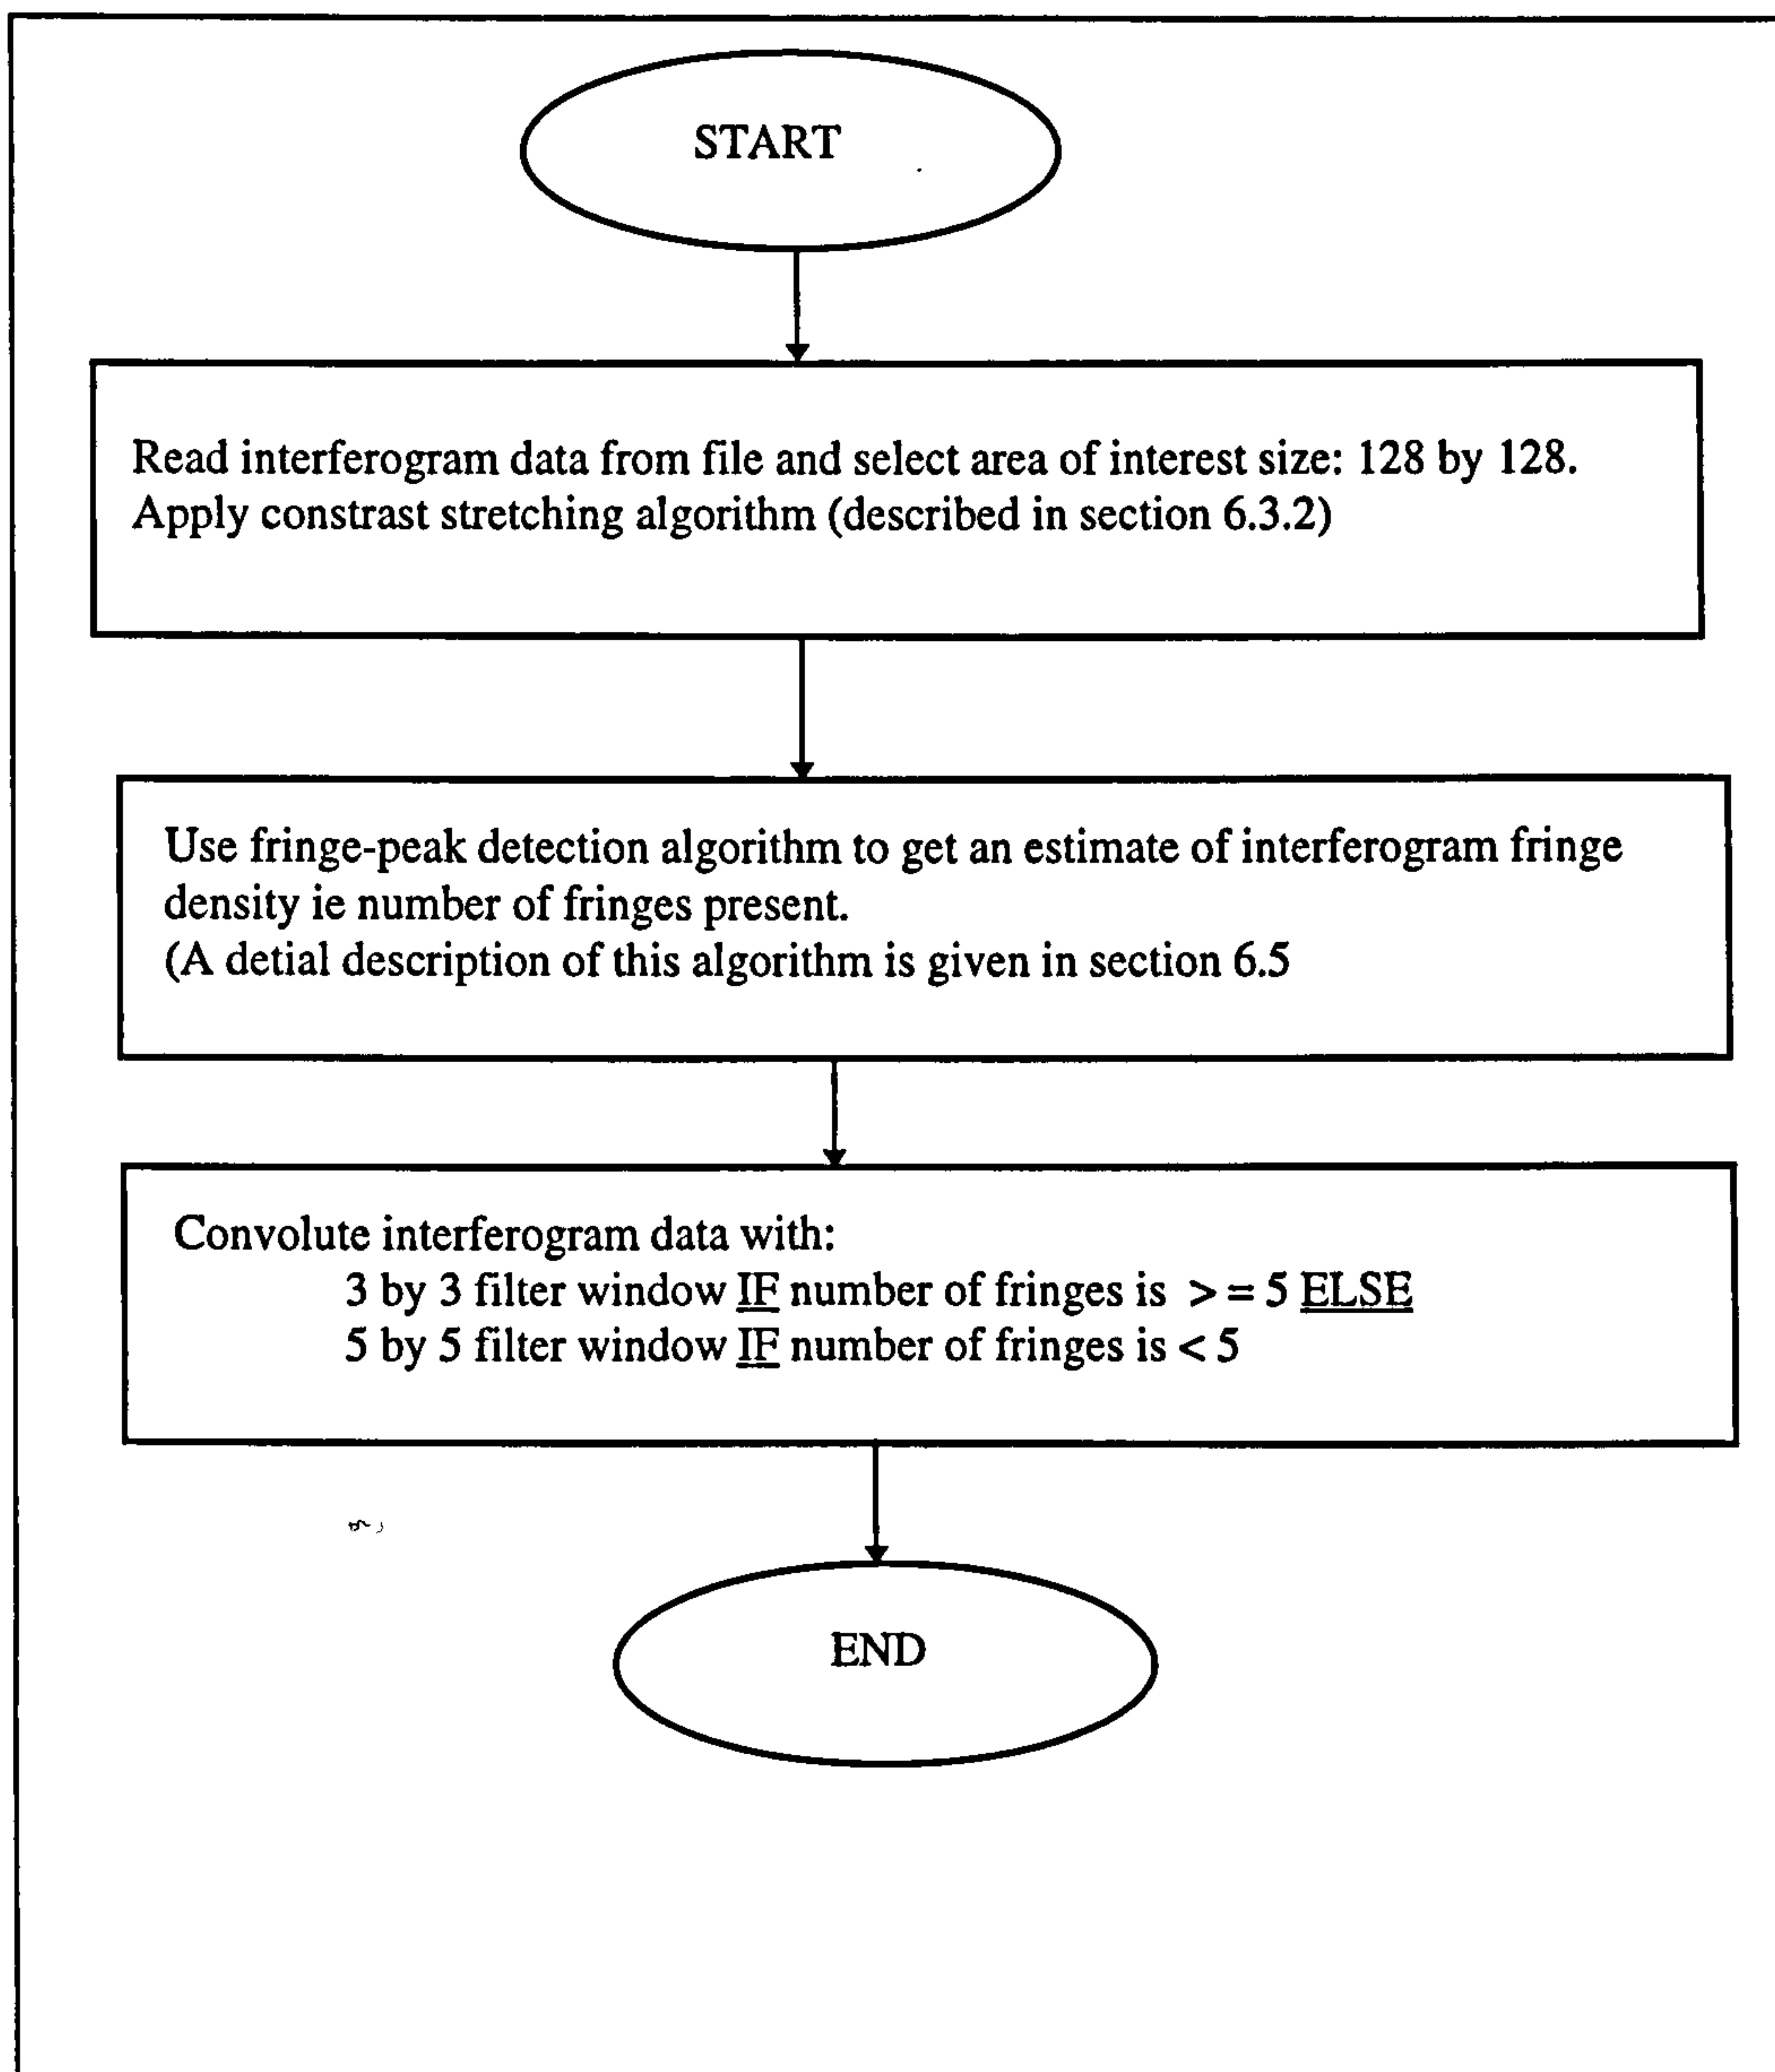 START
Read interferogram data from file and select area of interest size: 128 by 128.
Apply constrast stretching algorithm (described in section 6.3.2)
Use fringe-peak detection algorithm to get an estimate of interferogram fringe
density ie number of fringes present.
(A detial description of this algorithm is given in section 6.5
Convolute interferogram data with:
3 by 3 filter window IF number of fringes is > = 5 ELSE
5 by 5 filter window IF number of fringes is < 5
END